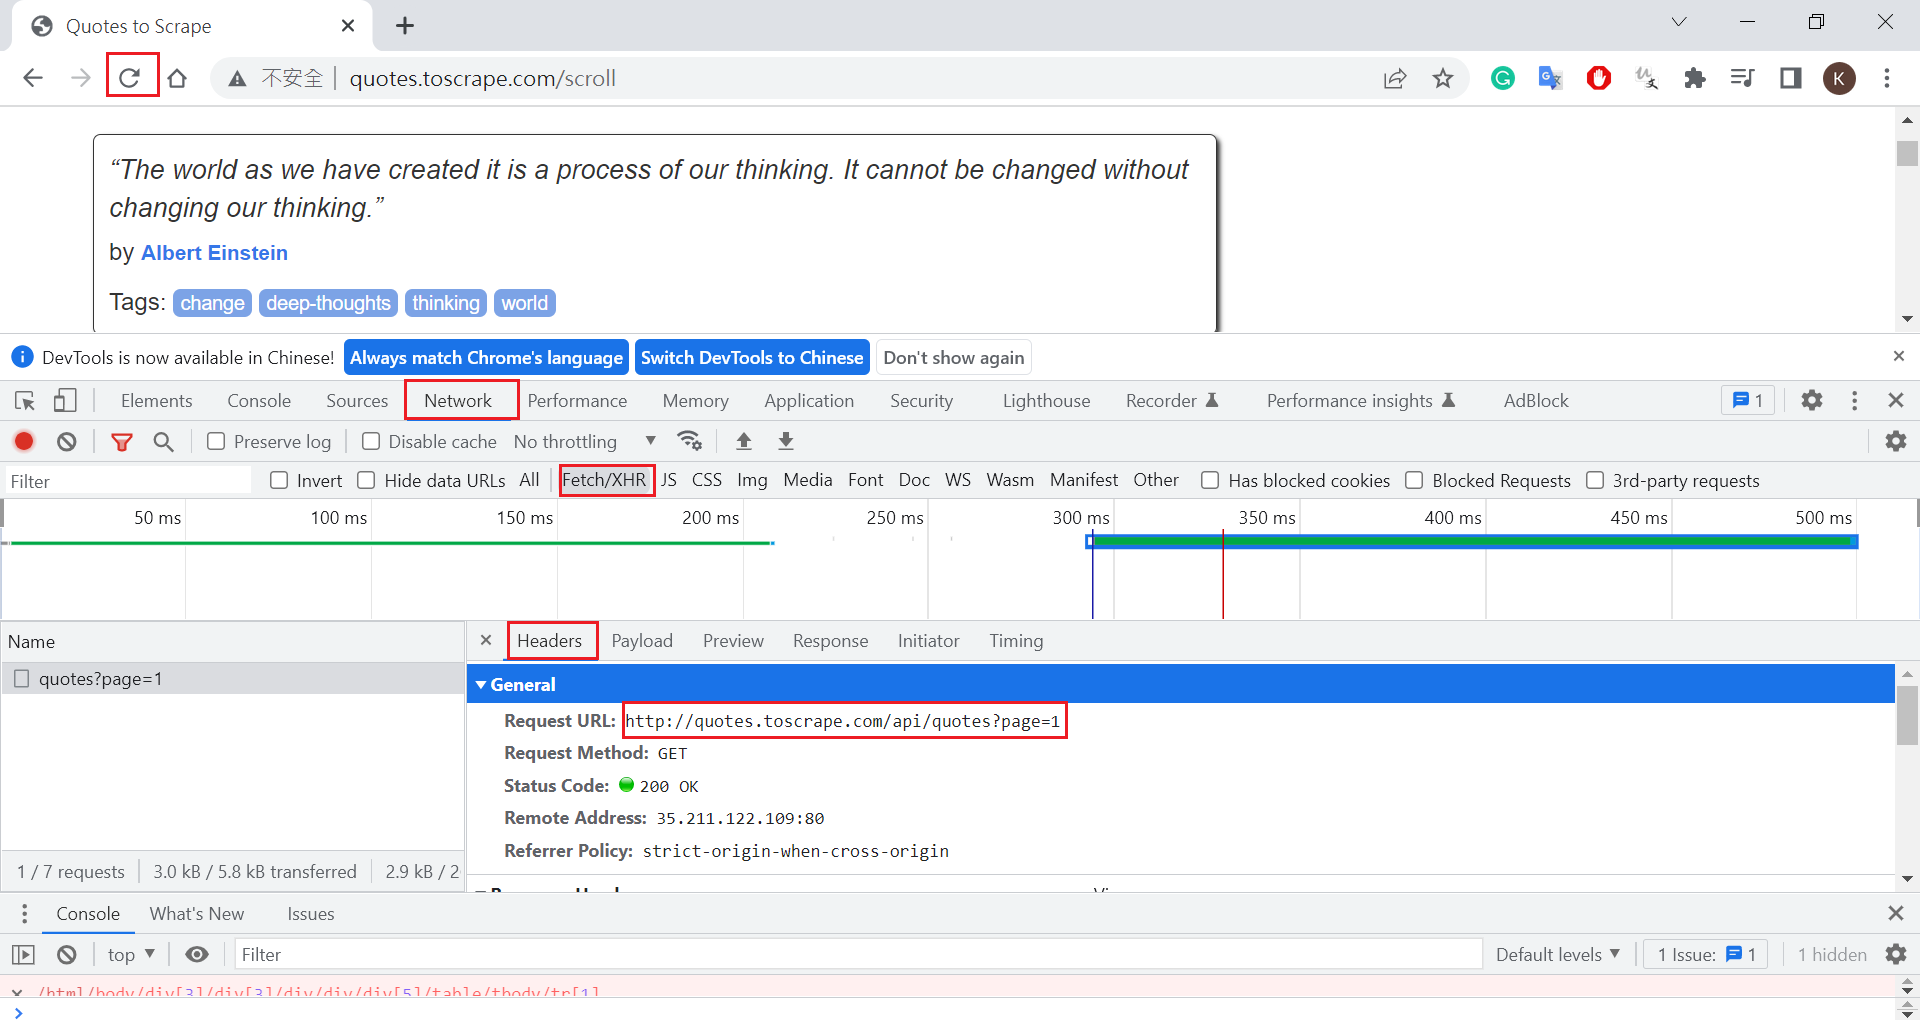 Quotes to Scrape
不安全 quotes.toscrape.com/scroll
K
“The world as we have created it is a process of our thinking. It cannot be changed without
changing our thinking.”
by Albert Einstein
Tags: change deep-thoughts thinking world
DevTools is now available in Chinese! Always match Chrome's language Switch DevTools to Chinese Don't show again
Elements Console Sources Network Performance Memory Application Security Lighthouse Recorder Performance insights AdBlock 1
Preserve log Disable cache No throttling
Filter Invert Hide data URLs All Fetch/XHR JS CSS Img Media Font Doc WS Wasm Manifest Other Has blocked cookies Blocked Requests 3rd-party requests
50 ms 100 ms 150 ms 200 ms 250 ms 300 ms 350 ms 400 ms 450 ms 500 ms
Name
Headers Payload Preview Response Initiator Timing
quotes?page=1
General
Request URL: http://quotes.toscrape.com/api/quotes?page=1
Request Method: GET
Status Code: 200 OK
Remote Address: 35.211.122.109:80
Referrer Policy: strict-origin-when-cross-origin
1 / 7 requests 3.0 kB / 5.8 kB transferred 2.9 kB / 2
Console What's New Issues
top Filter Default levels 1 Issue: 1 1 hidden
/html/body/div[3]/div[3]/div/div/div[5]/table/tbody/tr[1]